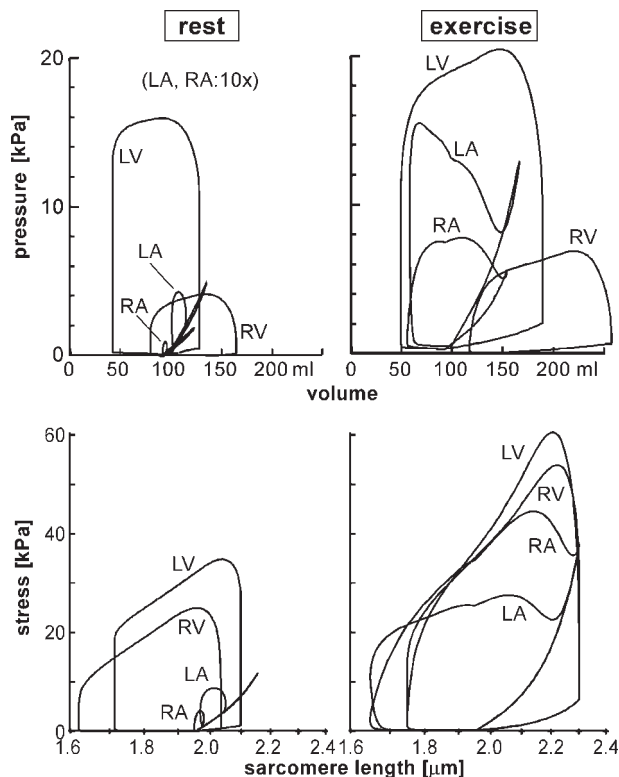 rest
exercise
20
(LA, RA:10x)
LV
LV
pressure [kPa]
LA
10
LA
RA
RV
RA
RV
0
0 50 100 150 200 ml
0 50 100 150 200 ml
volume
60
LV
RV
40
RA
stress [kPa]
LV
RV
LA
20
LA
RA
0
1.6 1.8 2.0 2.2 2.4
1.6 1.8 2.0 2.2 2.4
sarcomere length [µm]